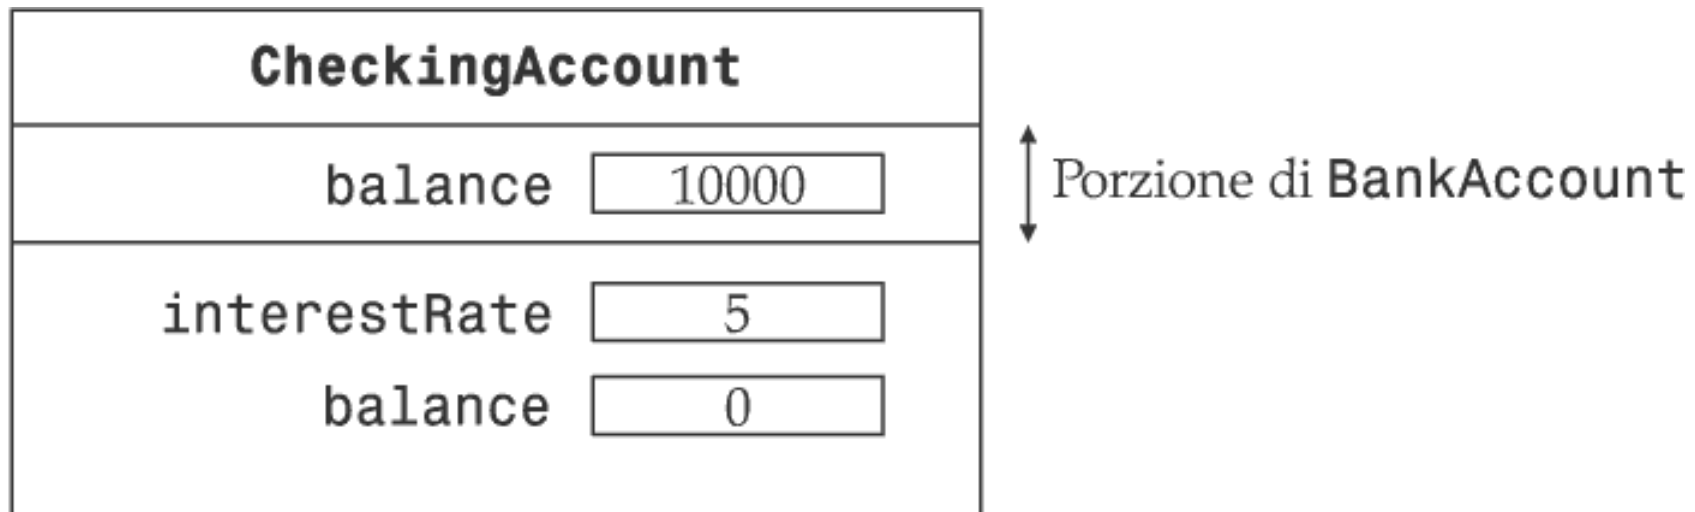 CheckingAccount
balance 10000
Porzione di BankAccount
interestRate 5
balance 0